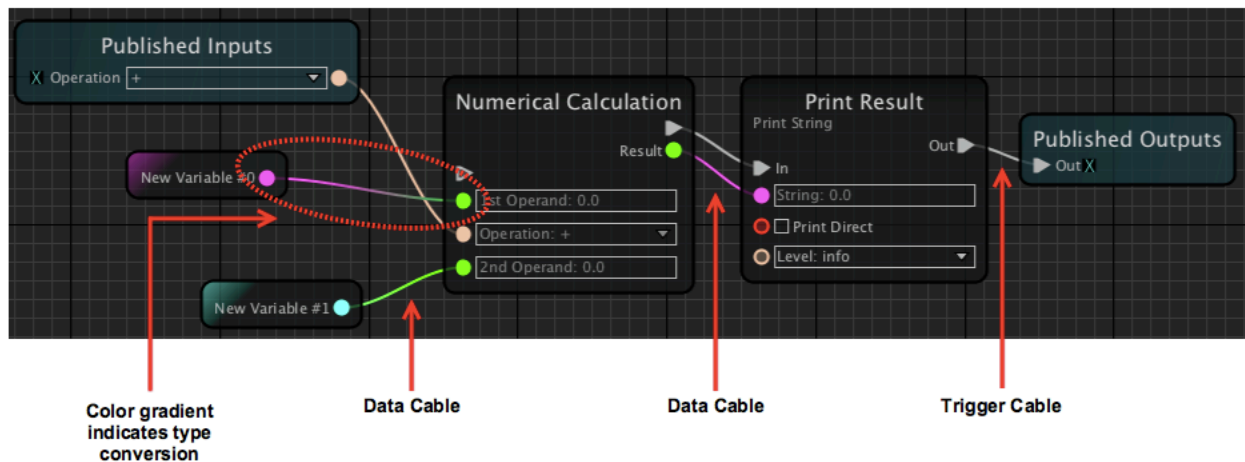 Published Inputs
X Operation +
New Variable #0
New Variable #1
Numerical Calculation
Result
1st Operand: 0.0
Operation: +
2nd Operand: 0.0
Print Result
Print String
Out
In
String: 0.0
Print Direct
Level: info
Published Outputs
Out X
Color gradient
indicates type
conversion
Data Cable
Data Cable
Trigger Cable